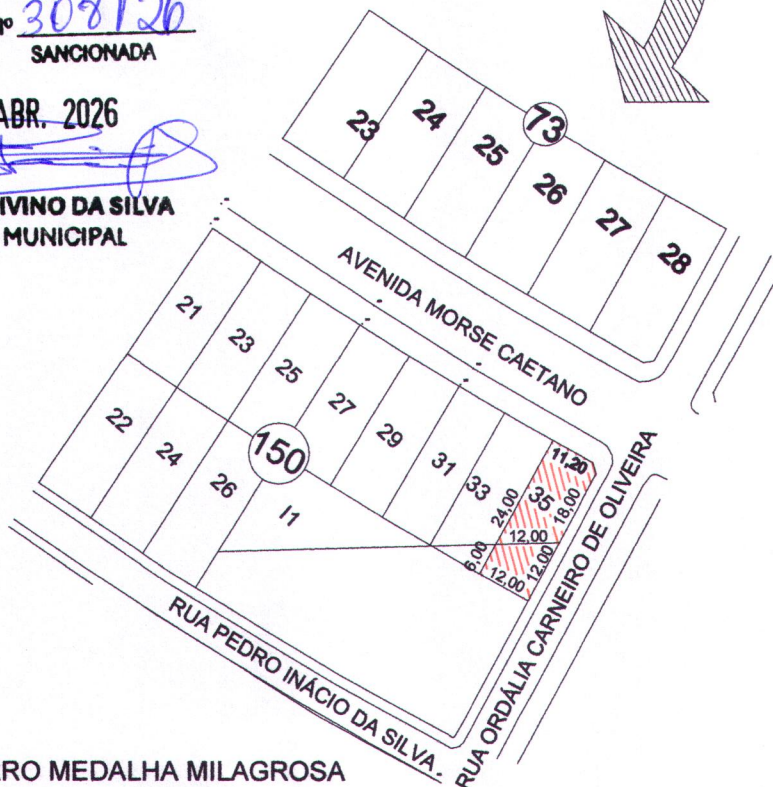 nº 308/26
SANCIONADA
ABR. 2026
IVINO DA SILVA
MUNICIPAL
73
23
24
25
26
27
28
AVENIDA MORSE CAETANO
21
23
25
27
29
31
33
35
11,20
24,00
18,00
12,00
6,00
12,00
12,00
22
24
26
150
I1
RUA PEDRO INÁCIO DA SILVA
RUA ORDÁLIA CARNEIRO DE OLIVEIRA
RO MEDALHA MILAGROSA